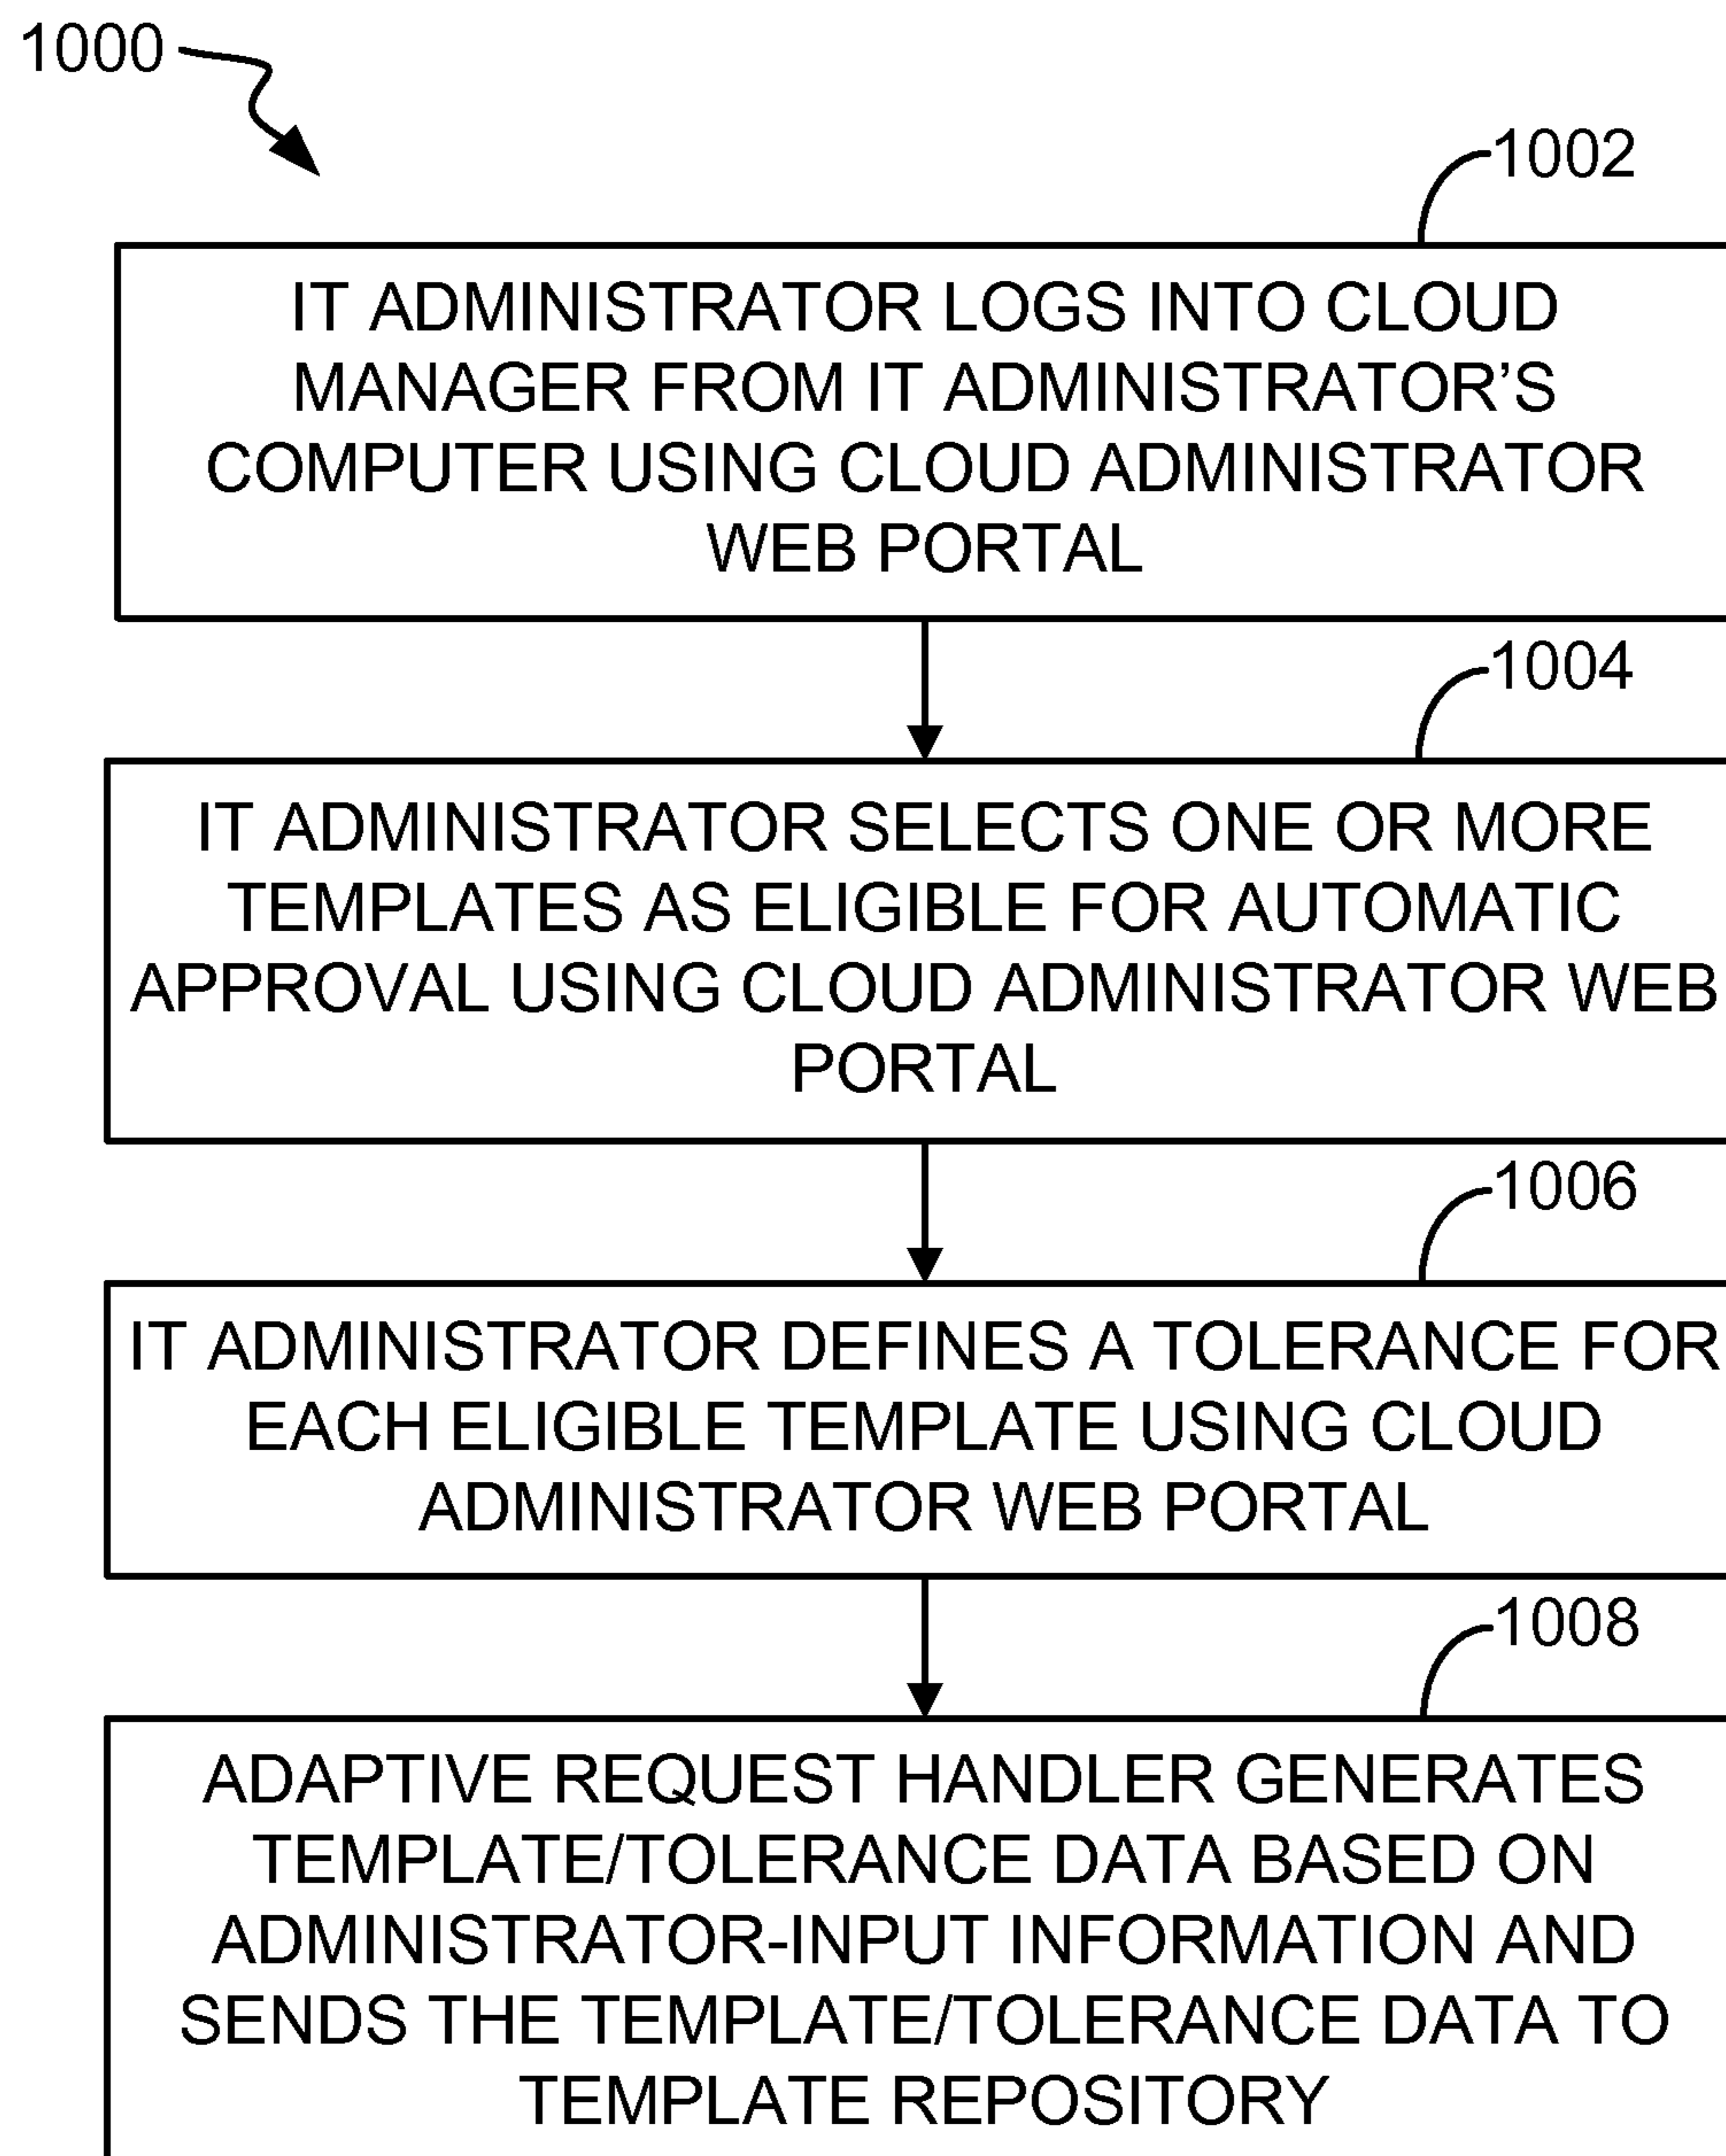 1000
1002
IT ADMINISTRATOR LOGS INTO CLOUD
MANAGER FROM IT ADMINISTRATOR’S
COMPUTER USING CLOUD ADMINISTRATOR
WEB PORTAL
1004
IT ADMINISTRATOR SELECTS ONE OR MORE
TEMPLATES AS ELIGIBLE FOR AUTOMATIC
APPROVAL USING CLOUD ADMINISTRATOR WEB
PORTAL
1006
IT ADMINISTRATOR DEFINES A TOLERANCE FOR
EACH ELIGIBLE TEMPLATE USING CLOUD
ADMINISTRATOR WEB PORTAL
1008
ADAPTIVE REQUEST HANDLER GENERATES
TEMPLATE/TOLERANCE DATA BASED ON
ADMINISTRATOR-INPUT INFORMATION AND
SENDS THE TEMPLATE/TOLERANCE DATA TO
TEMPLATE REPOSITORY